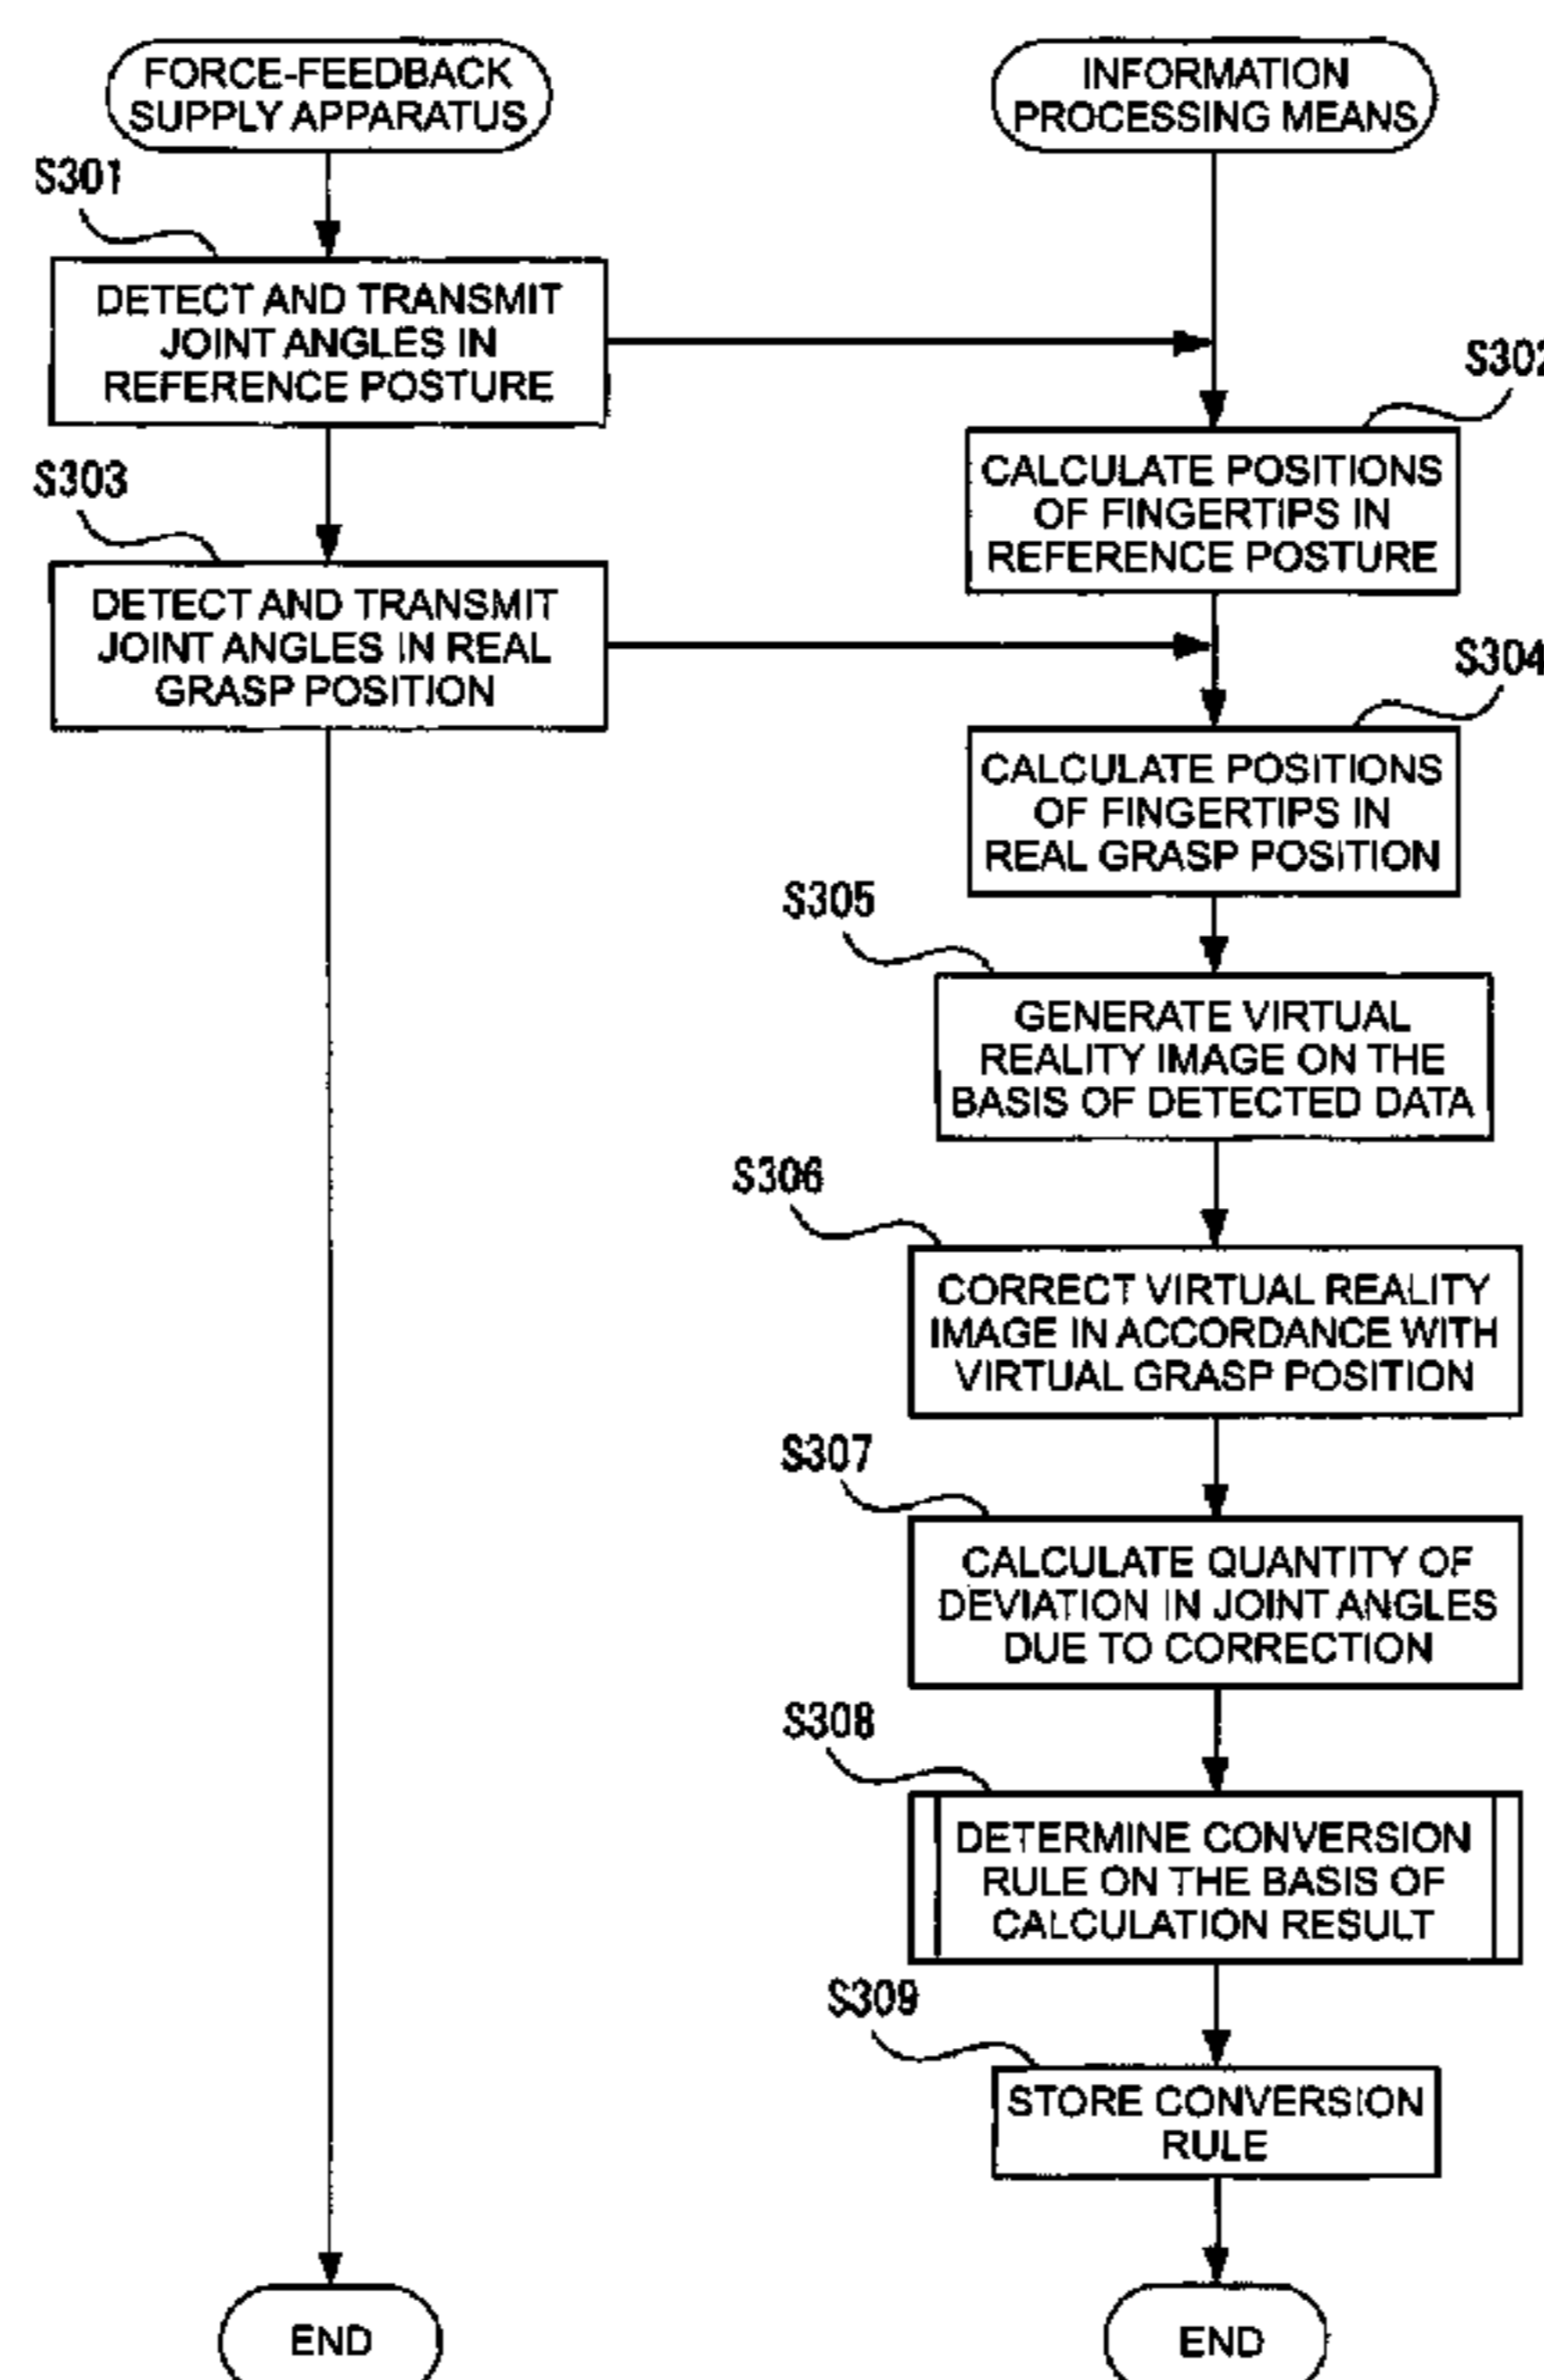 FORCE-FEEDBACK
SUPPLY APPARATUS
INFORMATION
PROCESSING MEANS
S301
DETECT AND TRANSMIT
JOINT ANGLES IN
REFERENCE POSTURE
S302
CALCULATE POSITIONS
OF FINGERTIPS IN
REFERENCE POSTURE
S303
DETECT AND TRANSMIT
JOINT ANGLES IN REAL
GRASP POSITION
S304
CALCULATE POSITIONS
OF FINGERTIPS IN
REAL GRASP POSITION
S305
GENERATE VIRTUAL
REALITY IMAGE ON THE
BASIS OF DETECTED DATA
S306
CORRECT VIRTUAL REALITY
IMAGE IN ACCORDANCE WITH
VIRTUAL GRASP POSITION
S307
CALCULATE QUANTITY OF
DEVIATION IN JOINT ANGLES
DUE TO CORRECTION
S308
DETERMINE CONVERSION
RULE ON THE BASIS OF
CALCULATION RESULT
S309
STORE CONVERSION
RULE
END
END